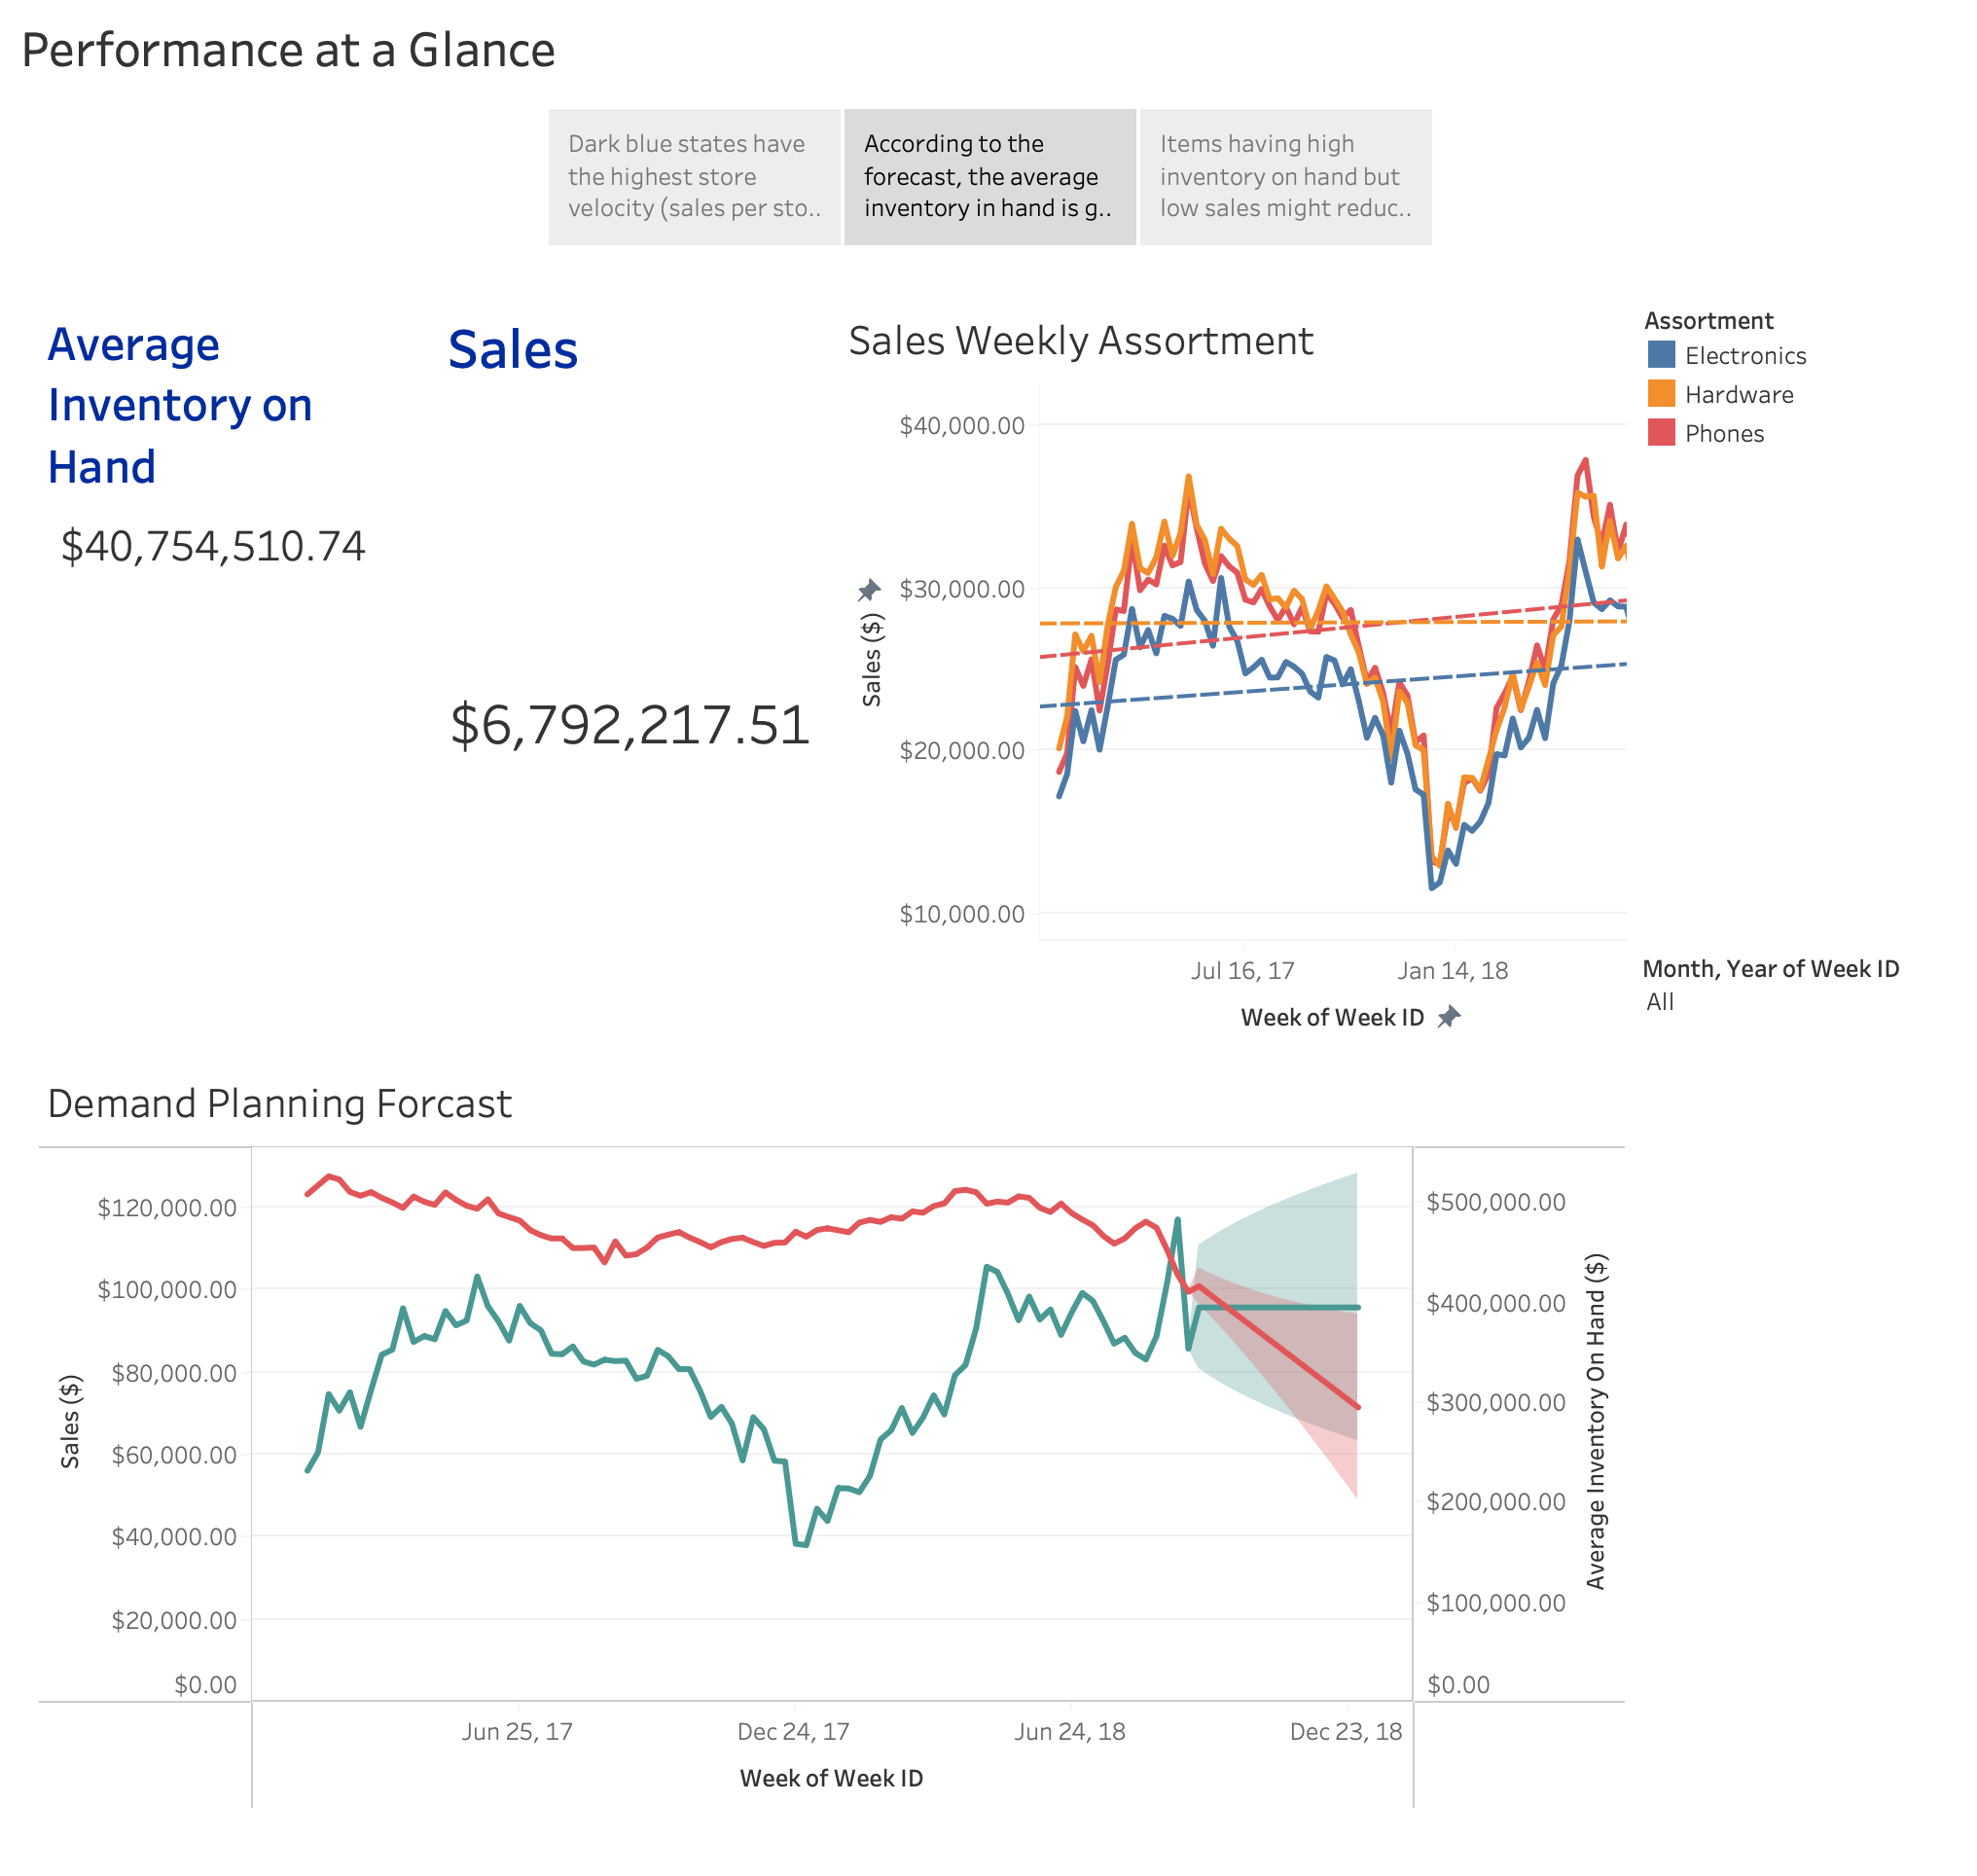 Performance at a Glance
Dark blue states have
the highest store
velocity (sales per sto..
According to the
forecast, the average
inventory in hand is g..
Items having high
inventory on hand but
low sales might reduc..
Average
Inventory on
Hand
$40,754,510.74
Sales
$6,792,217.51
Sales Weekly Assortment
Sales ($)
$40,000.00
$30,000.00
$20,000.00
$10,000.00
Jul 16, 17
Jan 14, 18
Week of Week ID
Assortment
Electronics
Hardware
Phones
Month, Year of Week ID
All
Demand Planning Forcast
Sales ($)
$120,000.00
$100,000.00
$80,000.00
$60,000.00
$40,000.00
$20,000.00
$0.00
$500,000.00
$400,000.00
$300,000.00
$200,000.00
$100,000.00
$0.00
Average Inventory On Hand ($)
Jun 25, 17
Dec 24, 17
Jun 24, 18
Dec 23, 18
Week of Week ID